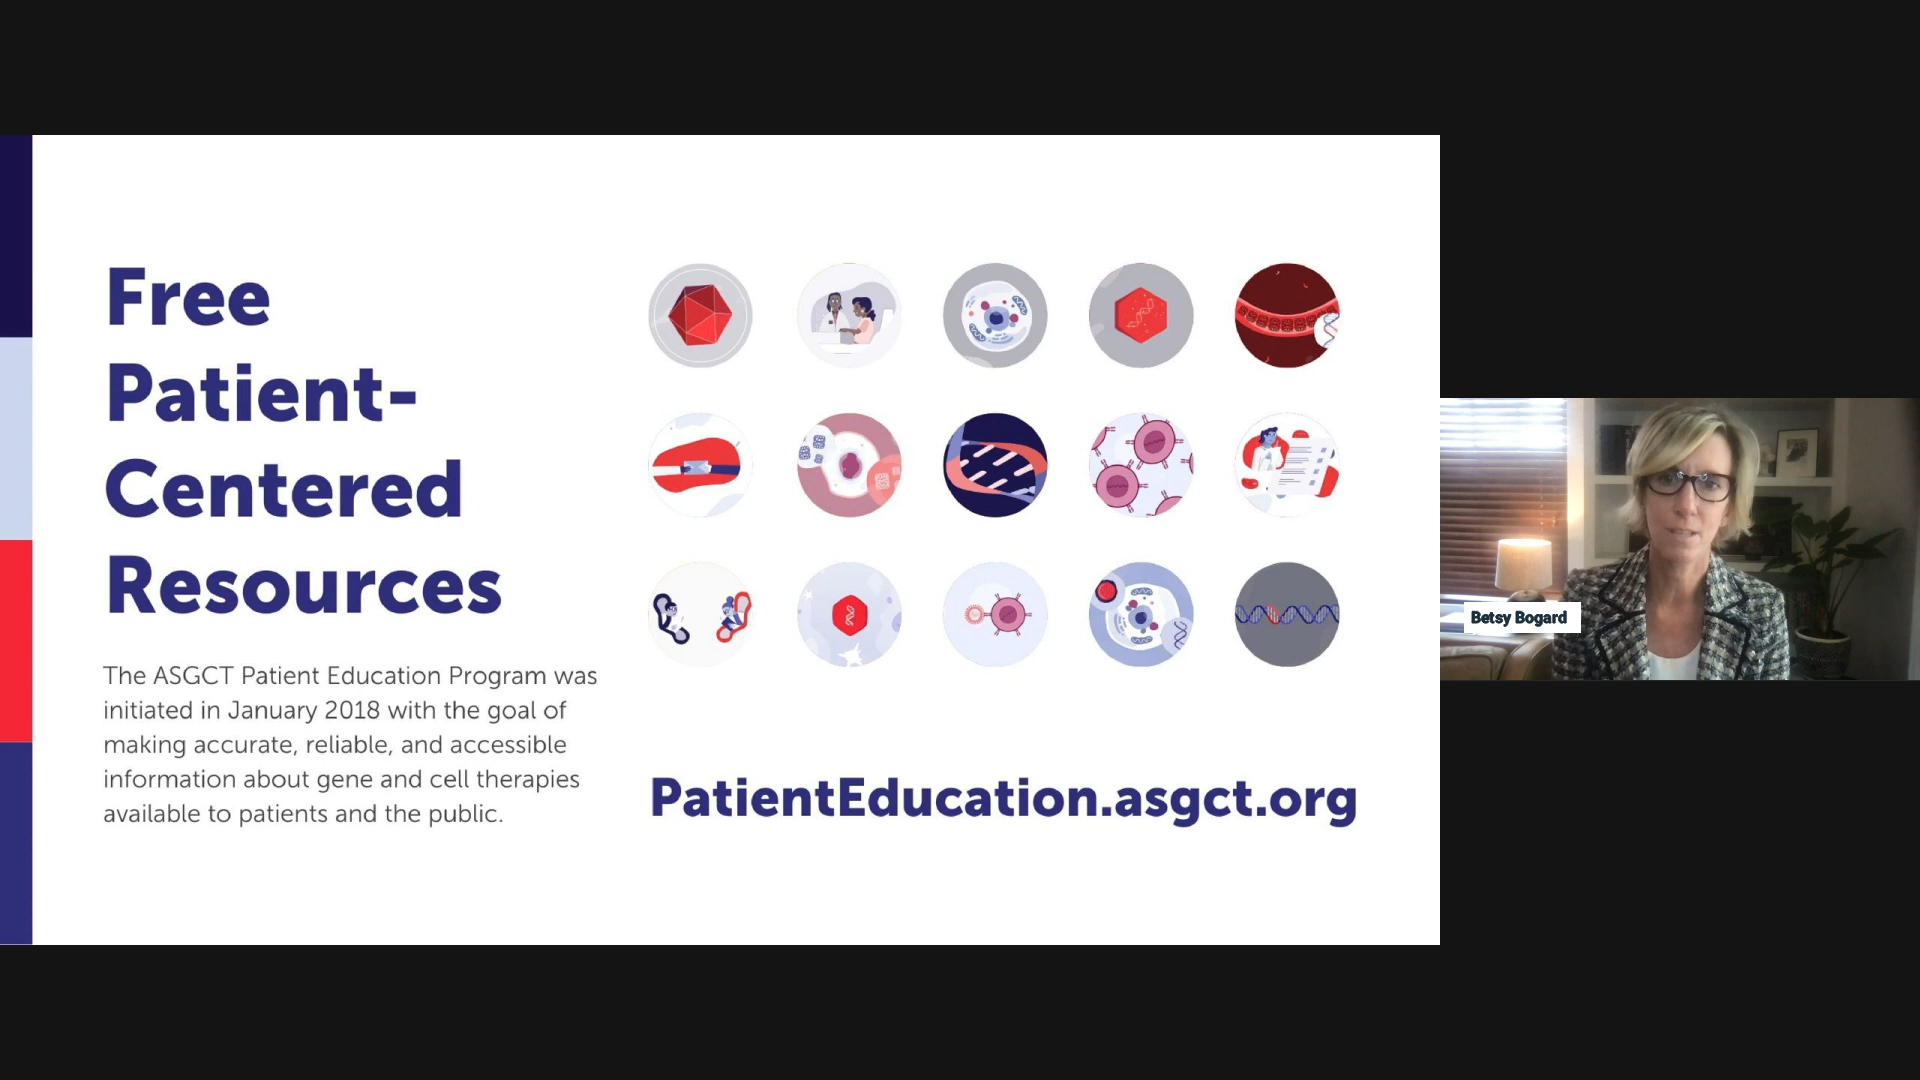 Free
Patient-
Centered
Resources
The ASGCT Patient Education Program was
initiated in January 2018 with the goal of
making accurate, reliable, and accessible
information about gene and cell therapies
available to patients and the public.
PatientEducation.asgct.org
Betsy Bogard